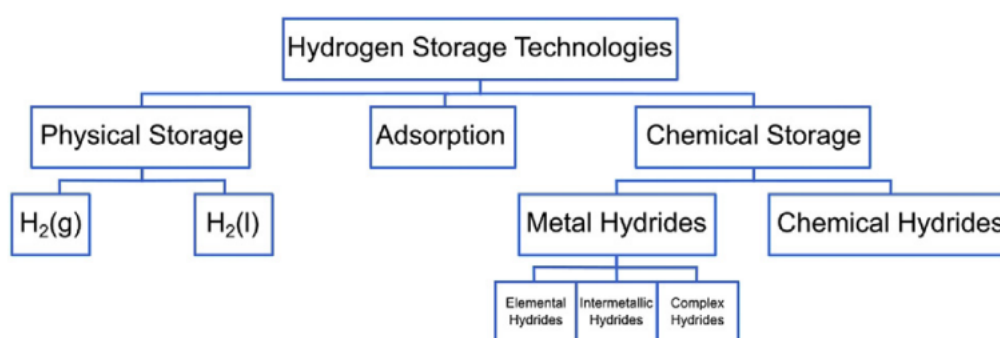 Hydrogen Storage Technologies
Physical Storage
Adsorption
Chemical Storage
H₂(g)
H₂(l)
Metal Hydrides
Chemical Hydrides
Elemental
Hydrides
Intermetallic
Hydrides
Complex
Hydrides